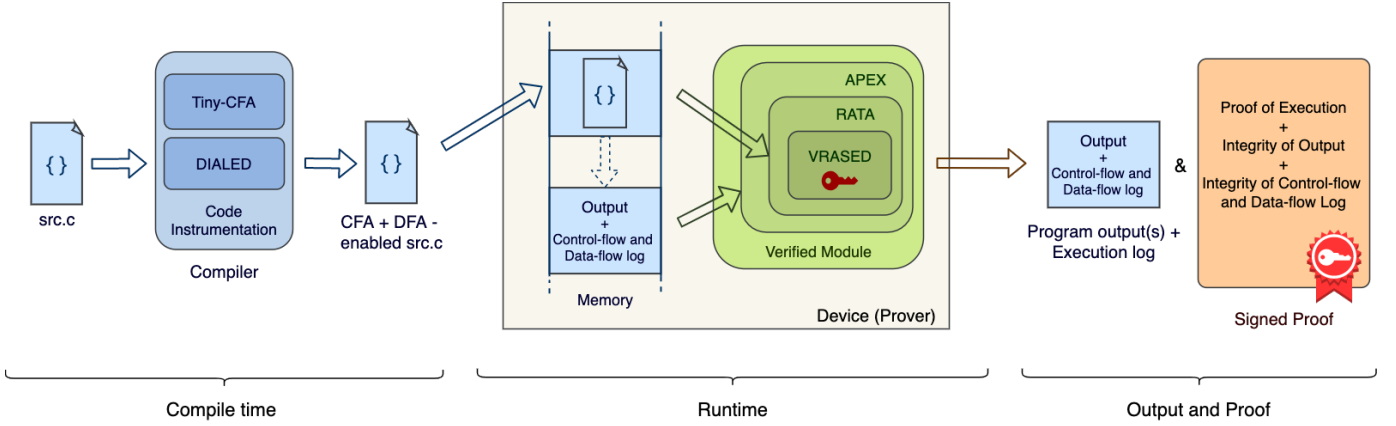 { }
src.c
Tiny-CFA
DIALED
Code
Instrumentation
Compiler
{ }
CFA + DFA -
enabled src.c
{ }
Output
+
Control-flow and
Data-flow log
Memory
APEX
RATA
VRASED
Verified Module
Device (Prover)
Output
+
Control-flow and
Data-flow log
Program output(s) +
Execution log
&
Proof of Execution
+
Integrity of Output
+
Integrity of Control-flow
and Data-flow Log
Signed Proof
Compile time
Runtime
Output and Proof